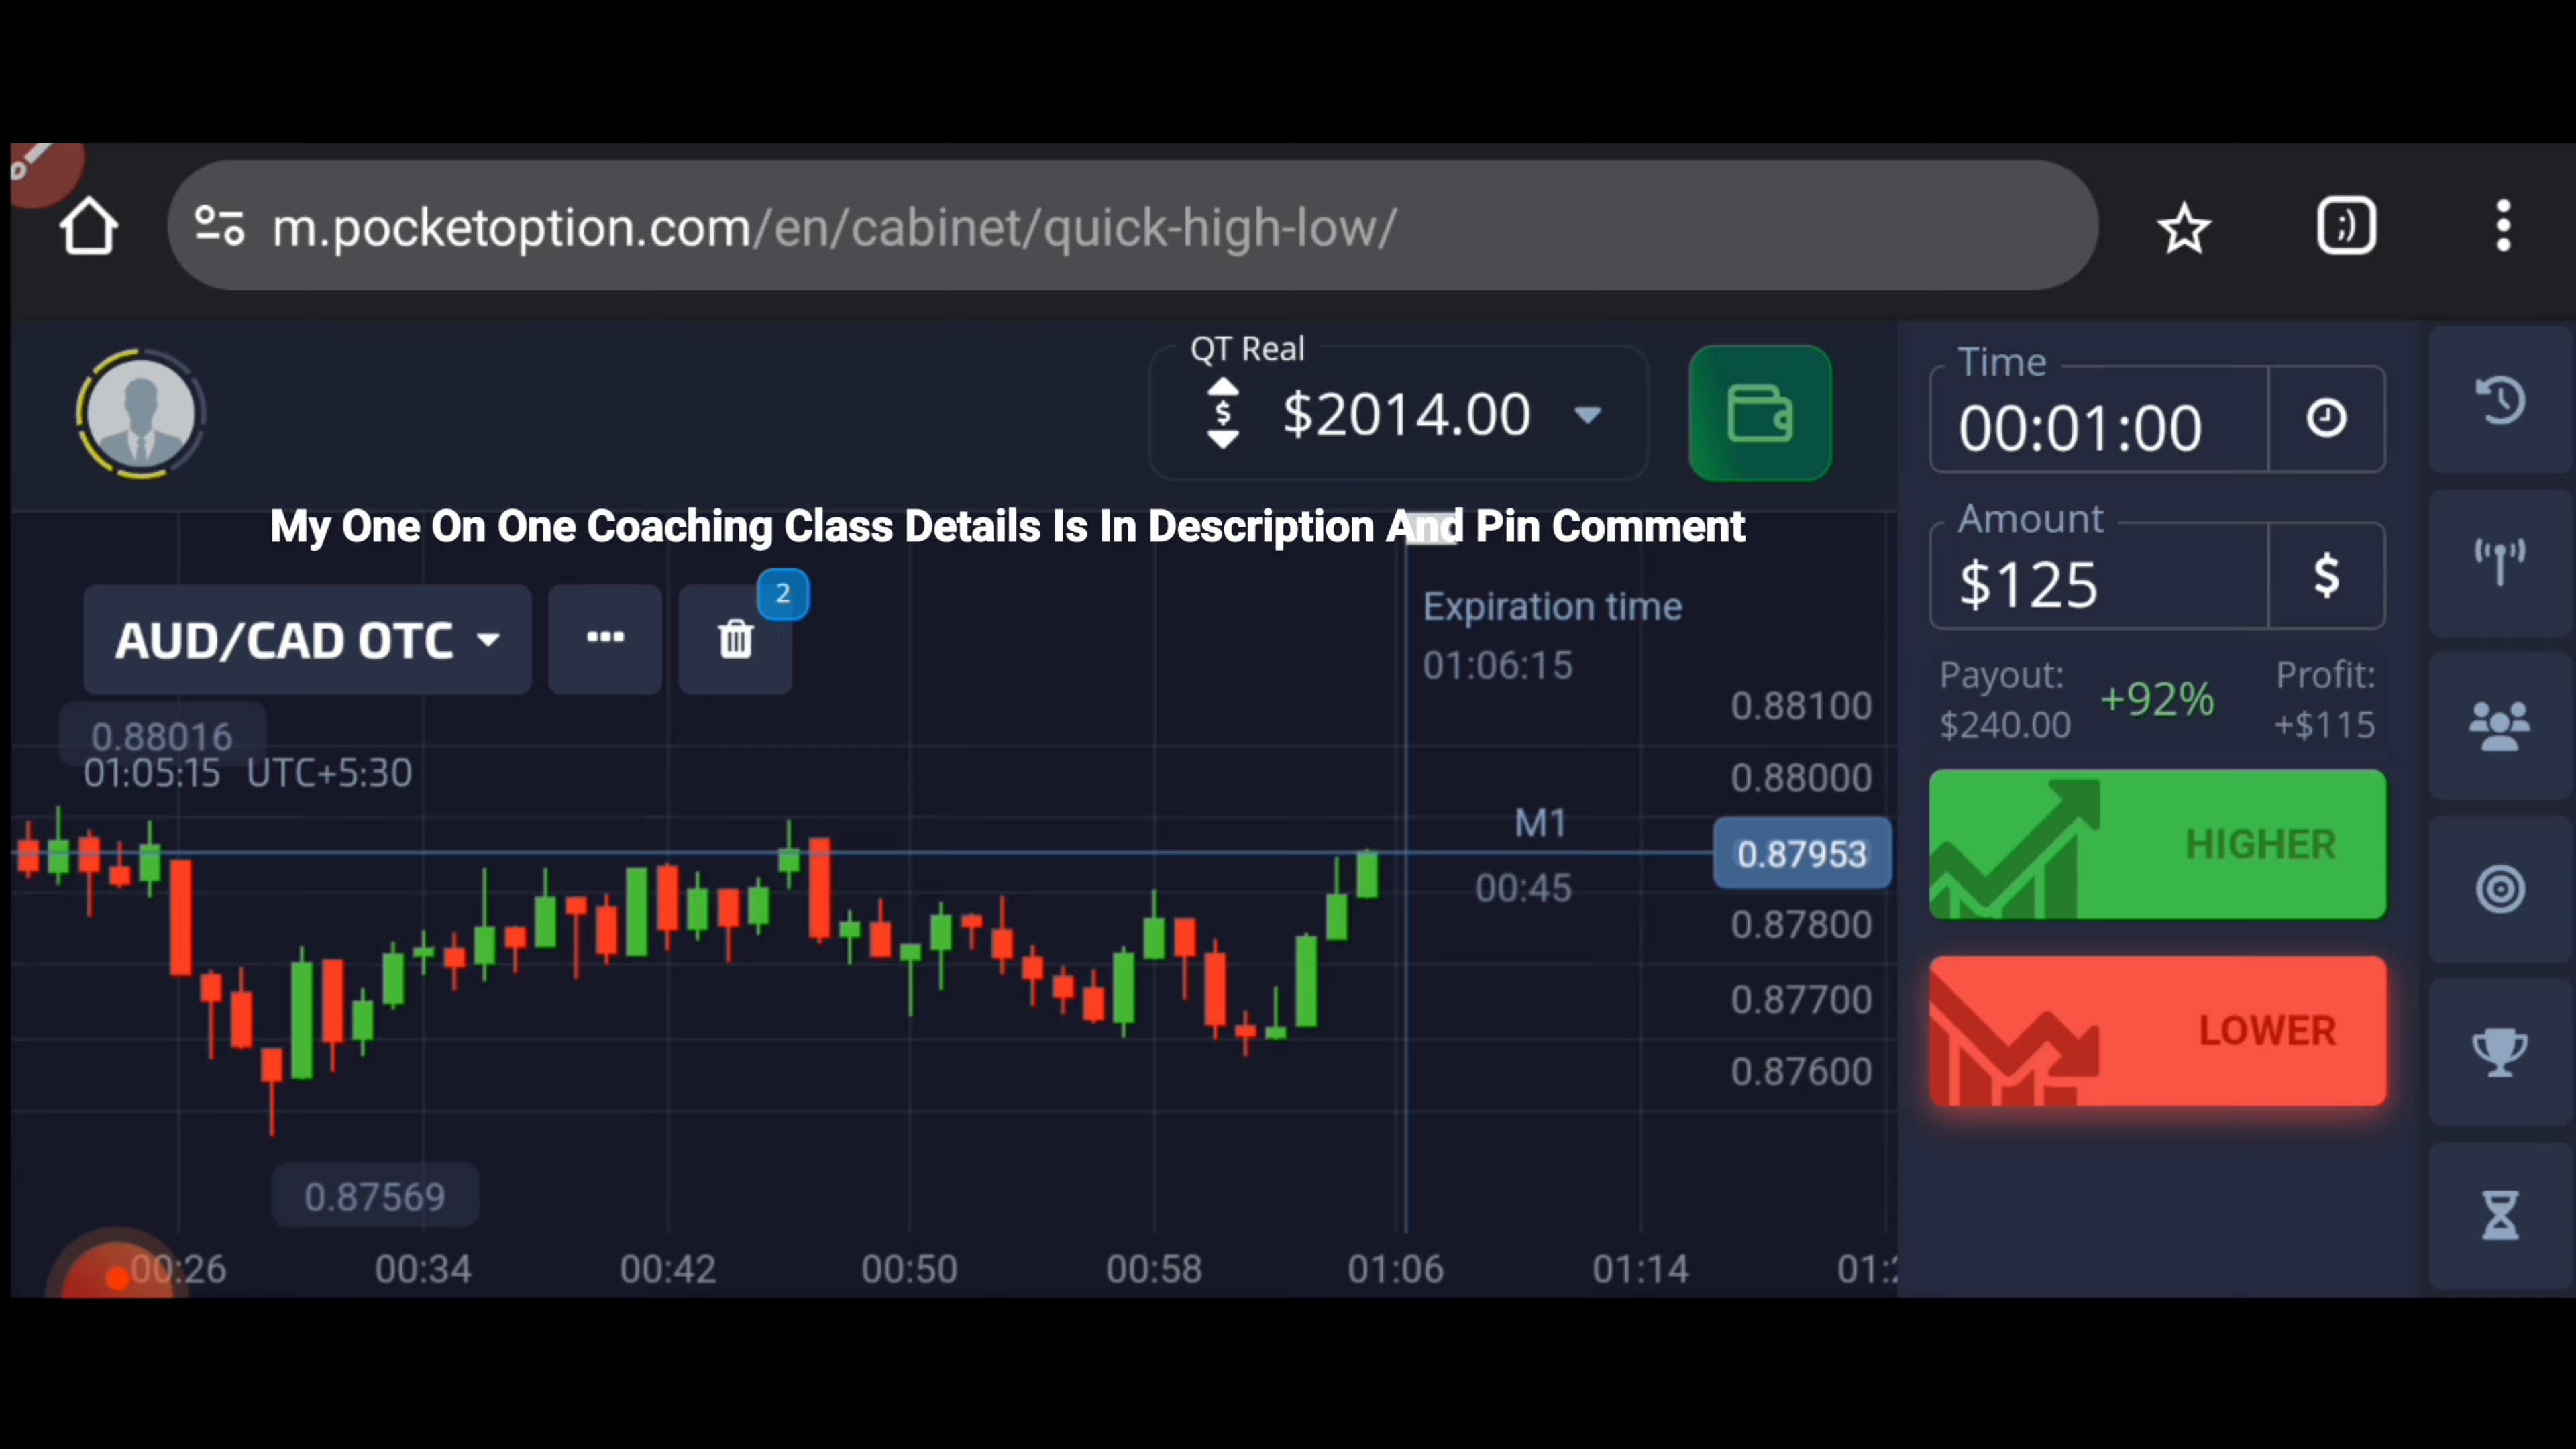 m.pocketoption.com/en/cabinet/quick-high-low/
;)
QT Real
$
$2014.00
Time
00:01:00
My One On One Coaching Class Details Is In Description And Pin Comment
Amount
$125
$
AUD/CAD OTC
...
2
Expiration time
01:06:15
Payout:
$240.00
+92%
Profit:
+$115
0.88016
01:05:15 UTC+5:30
0.88100
0.88000
M1
00:45
0.87953
0.87800
0.87700
0.87600
HIGHER
LOWER
0.87569
00:26 00:34 00:42 00:50 00:58 01:06 01:14